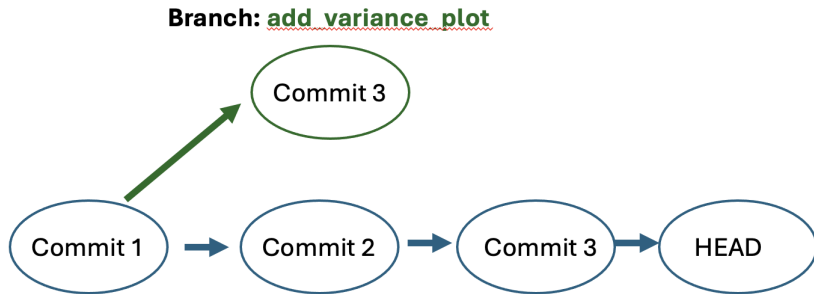 Branch: add_variance_plot
Commit 3
Commit 1
Commit 2
Commit 3
HEAD